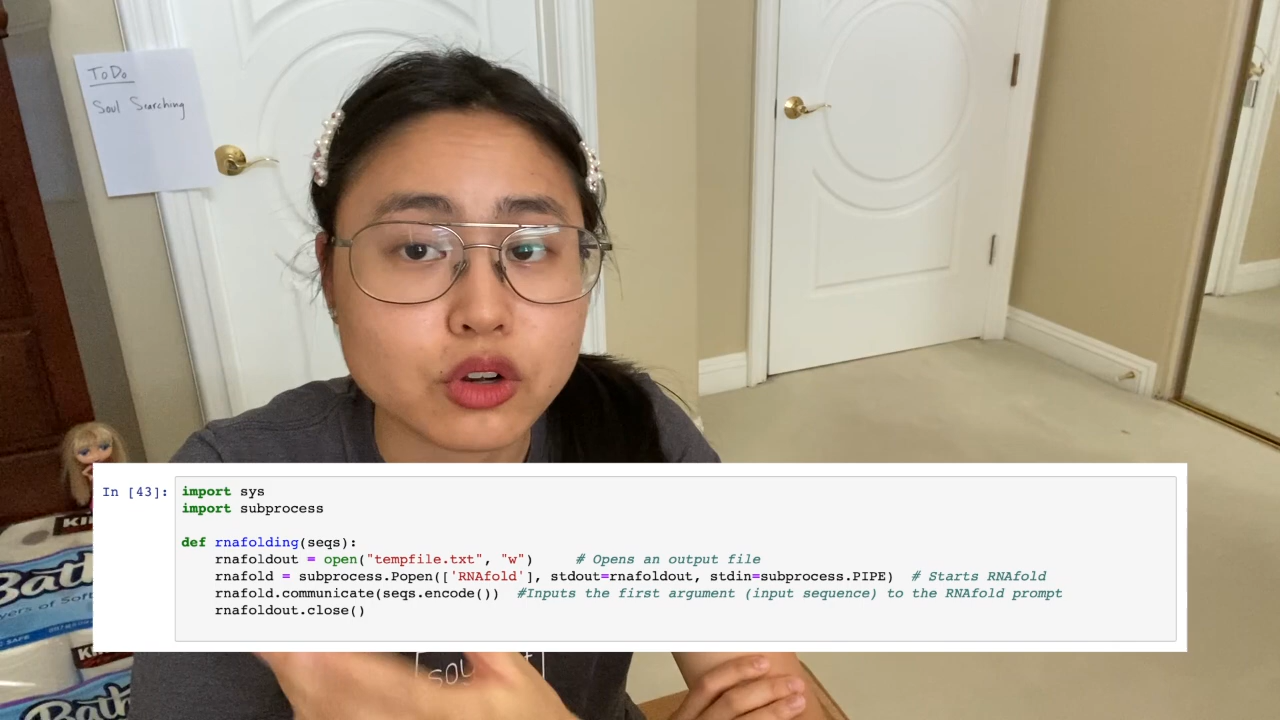 ToDo
Soul Searching
In [43]: import sys
import subprocess
def rnafolding(seqs):
rnafoldout = open("tempfile.txt", "w")     # Opens an output file
rnafold = subprocess.Popen(['RNAfold'], stdout=rnafoldout, stdin=subprocess.PIPE)  # Starts RNAfold
rnafold.communicate(seqs.encode())  #Inputs the first argument (input sequence) to the RNAfold prompt
rnafoldout.close()
Bath
Bath